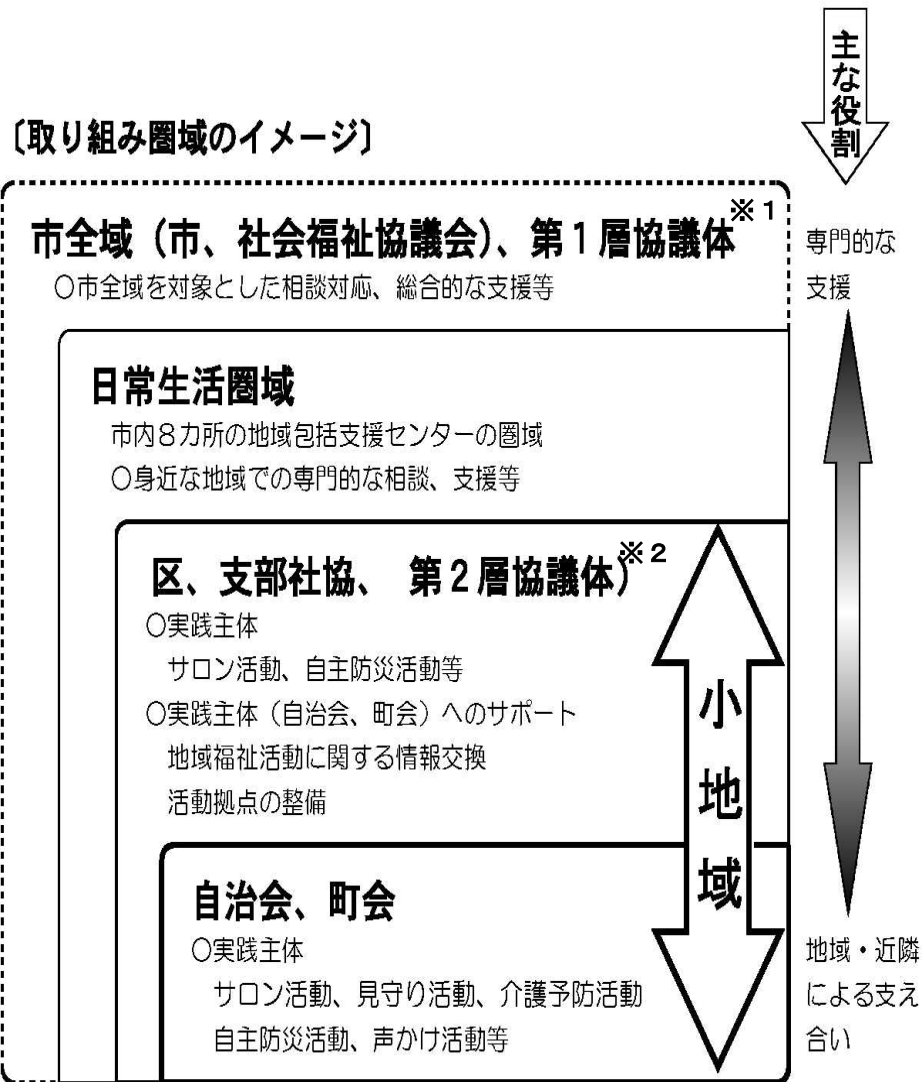 主な役割
〔取り組み圏域のイメージ〕
市全域（市、社会福祉協議会）、第１層協議体※１
○市全域を対象とした相談対応、総合的な支援等
専門的な
支援
日常生活圏域
市内８カ所の地域包括支援センターの圏域
○身近な地域での専門的な相談、支援等
区、支部社協、 第２層協議体）※２
○実践主体
サロン活動、自主防災活動等
○実践主体（自治会、町会）へのサポート
地域福祉活動に関する情報交換
活動拠点の整備
小地域
自治会、町会
○実践主体
サロン活動、見守り活動、介護予防活動
自主防災活動、声かけ活動等
地域・近隣
による支え
合い